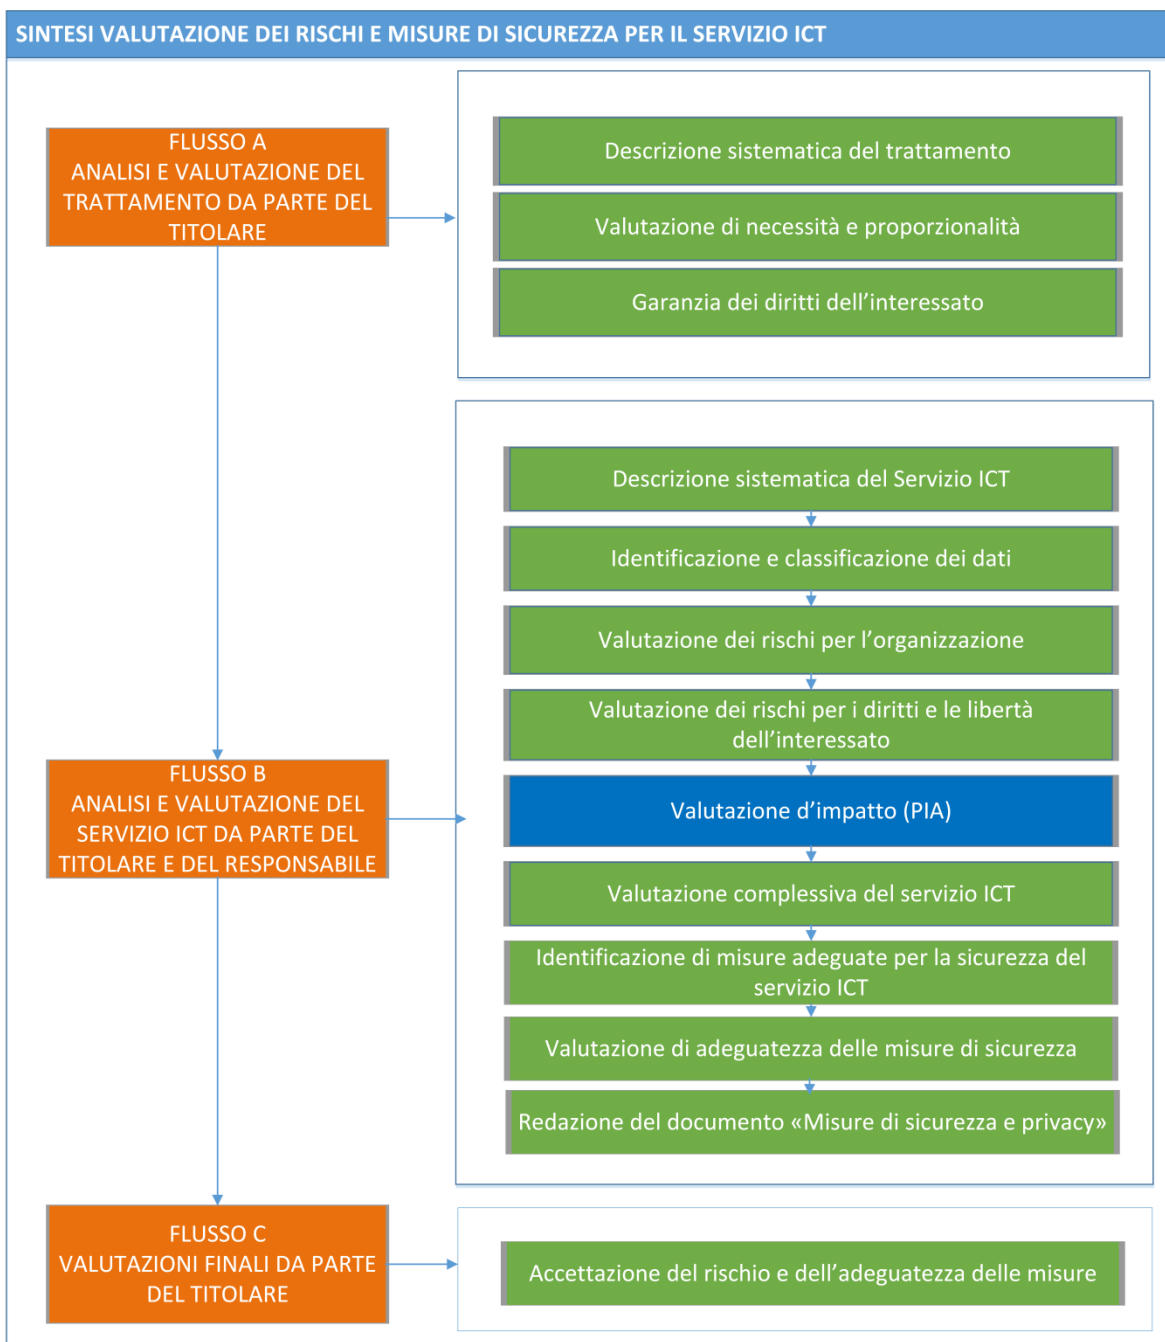 SINTESI VALUTAZIONE DEI RISCHI E MISURE DI SICUREZZA PER IL SERVIZIO ICT
FLUSSO A
ANALISI E VALUTAZIONE DEL
TRATTAMENTO DA PARTE DEL
TITOLARE
Descrizione sistematica del trattamento
Valutazione di necessità e proporzionalità
Garanzia dei diritti dell’interessato
FLUSSO B
ANALISI E VALUTAZIONE DEL
SERVIZIO ICT DA PARTE DEL
TITOLARE E DEL RESPONSABILE
Descrizione sistematica del Servizio ICT
Identificazione e classificazione dei dati
Valutazione dei rischi per l’organizzazione
Valutazione dei rischi per i diritti e le libertà
dell’interessato
Valutazione d’impatto (PIA)
Valutazione complessiva del servizio ICT
Identificazione di misure adeguate per la sicurezza del
servizio ICT
Valutazione di adeguatezza delle misure di sicurezza
Redazione del documento «Misure di sicurezza e privacy»
FLUSSO C
VALUTAZIONI FINALI DA PARTE
DEL TITOLARE
Accettazione del rischio e dell’adeguatezza delle misure